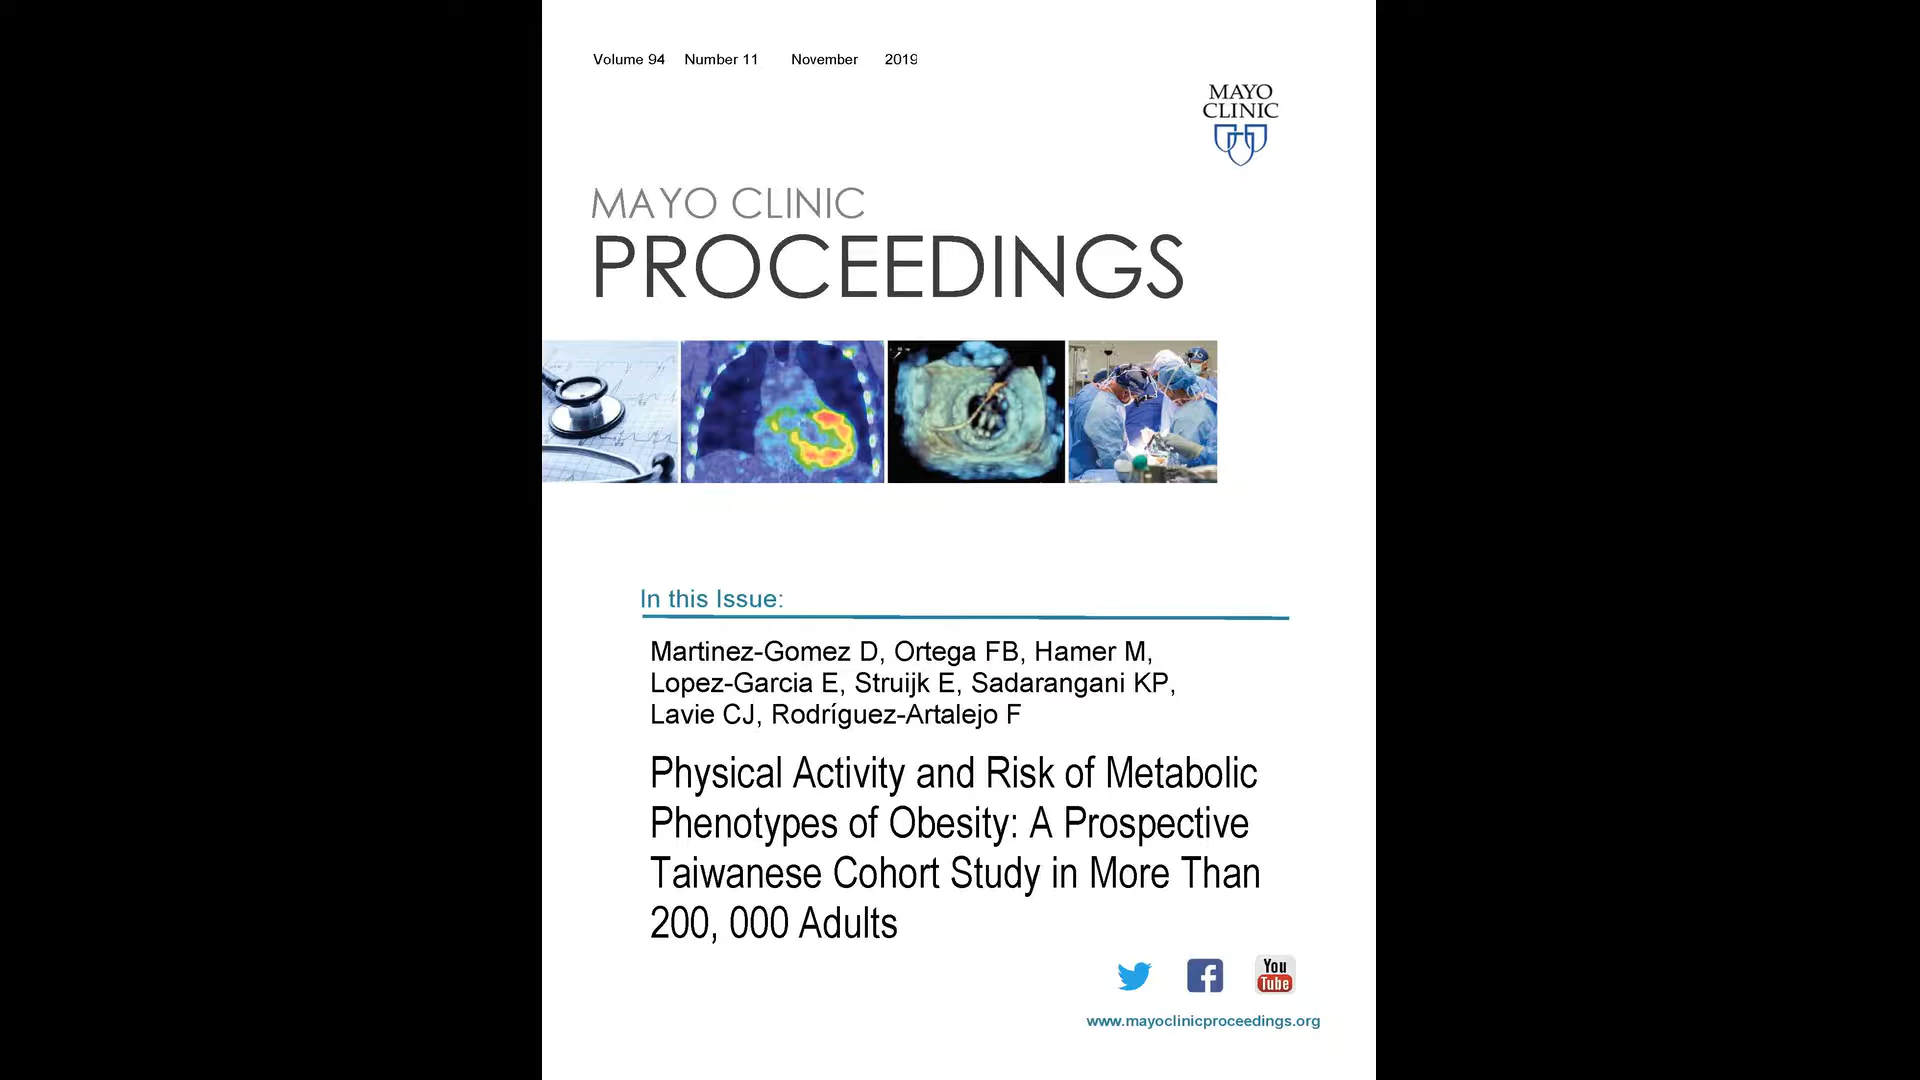 Volume 94 Number 11 November 2019
MAYO
CLINIC
MAYO CLINIC
PROCEEDINGS
In this Issue:
Martinez-Gomez D, Ortega FB, Hamer M,
Lopez-Garcia E, Struijk E, Sadarangani KP,
Lavie CJ, Rodríguez-Artalejo F
Physical Activity and Risk of Metabolic
Phenotypes of Obesity: A Prospective
Taiwanese Cohort Study in More Than
200, 000 Adults
You
Tube
www.mayoclinicproceedings.org